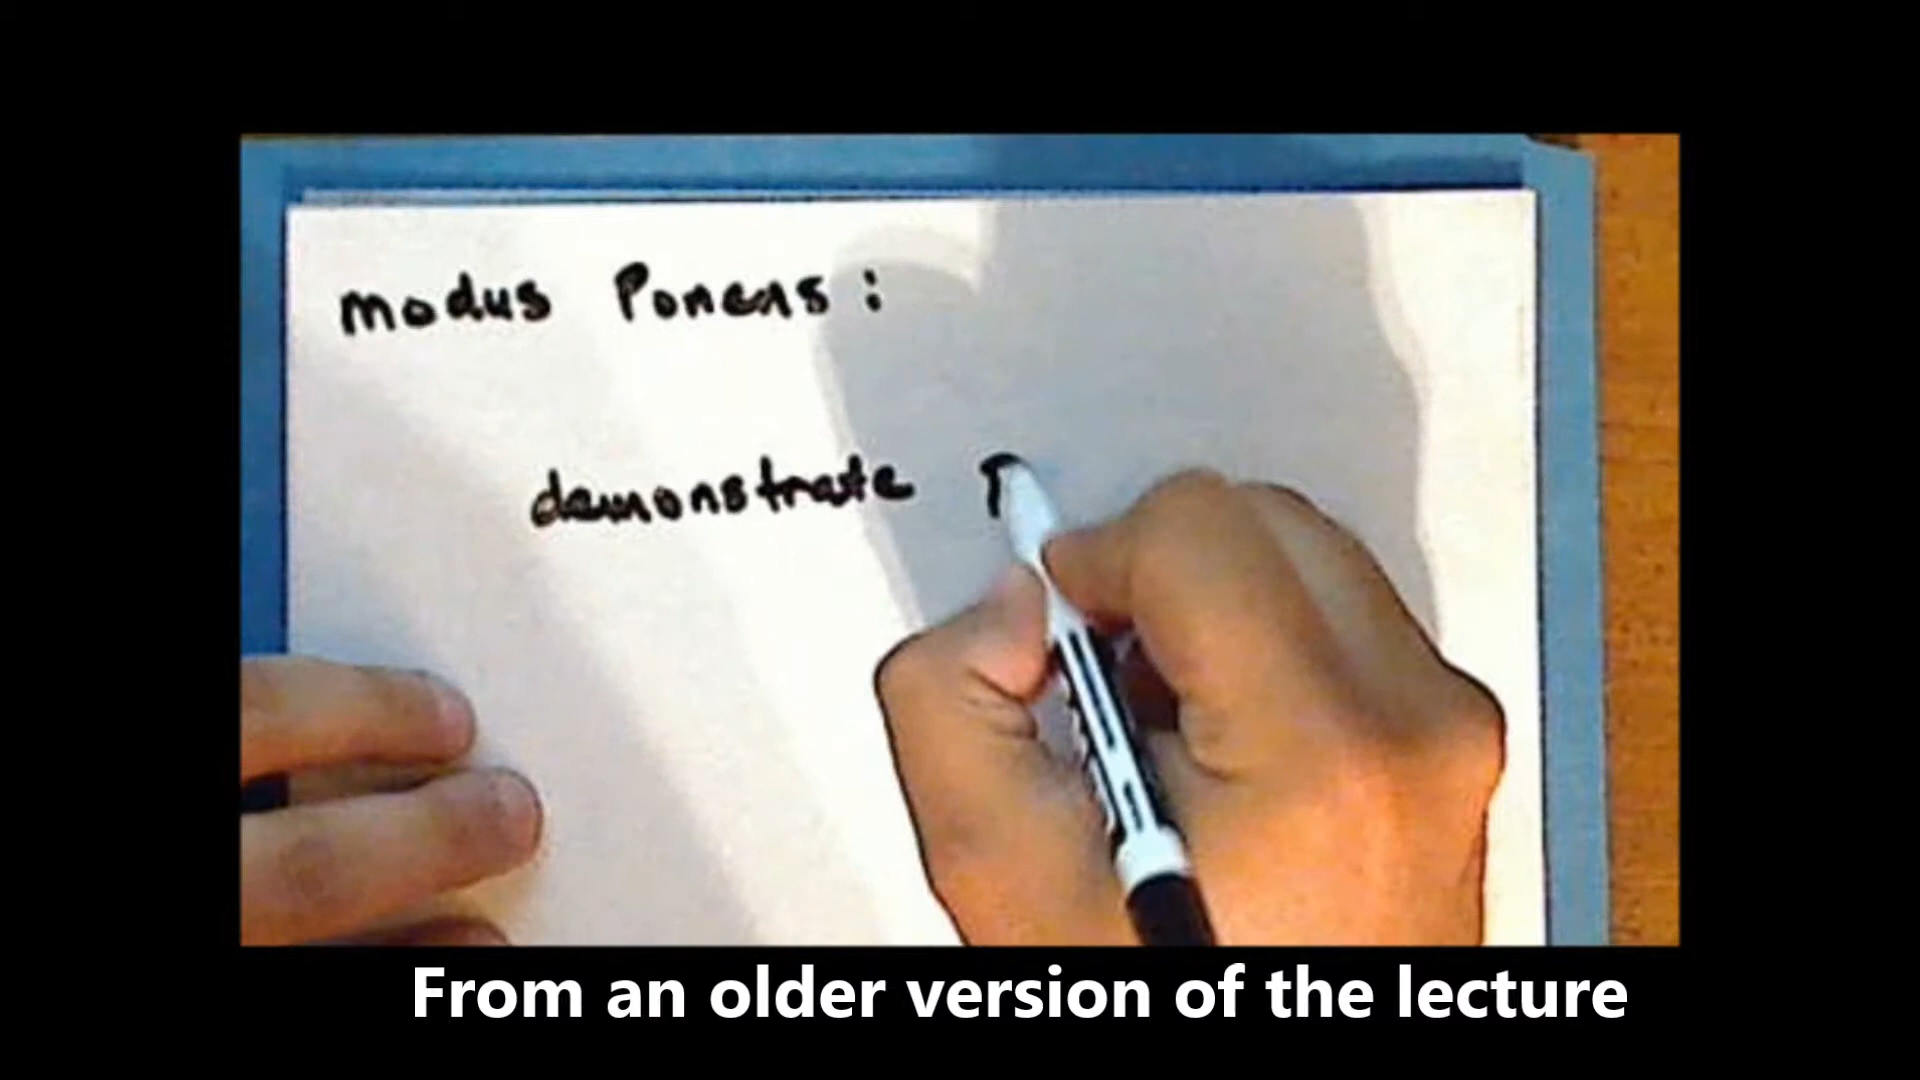 modus Ponens:
demonstrate
From an older version of the lecture